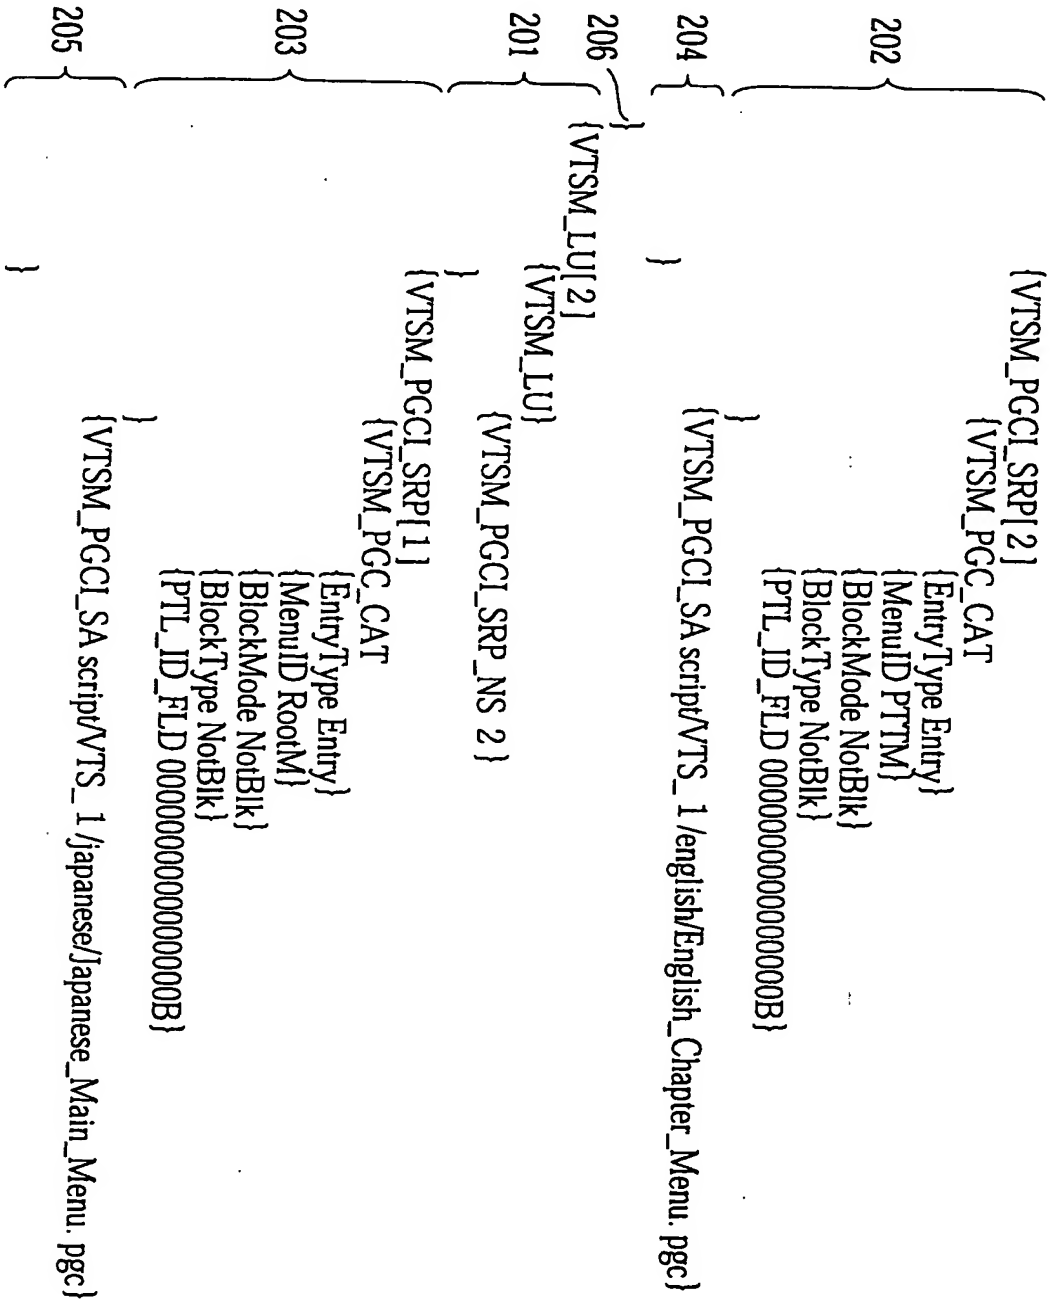 {VTSM_PGCI_SRP[2]
{VTSM_PGC_CAT
{EntryType Entry}
{MenuID PTTM}
{BlockMode NotBlk}
{BlockType NotBlk}
{PTL_ID_FLD 0000000000000000B}
202
}
{VTSM_PGCI_SA script/VTS_1/english/English_Chapter_Menu. pgc}
}
204
}
206
{VTSM_LU[2]
{VTSM_LU}
{VTSM_PGCI_SRP_NS 2}
201
}
{VTSM_PGCI_SRP[1]
{VTSM_PGC_CAT
{EntryType Entry}
{MenuID RootM}
{BlockMode NotBlk}
{BlockType NotBlk}
{PTL_ID_FLD 0000000000000000B}
203
}
{VTSM_PGCI_SA script/VTS_1/japanese/Japanese_Main_Menu. pgc}
}
205